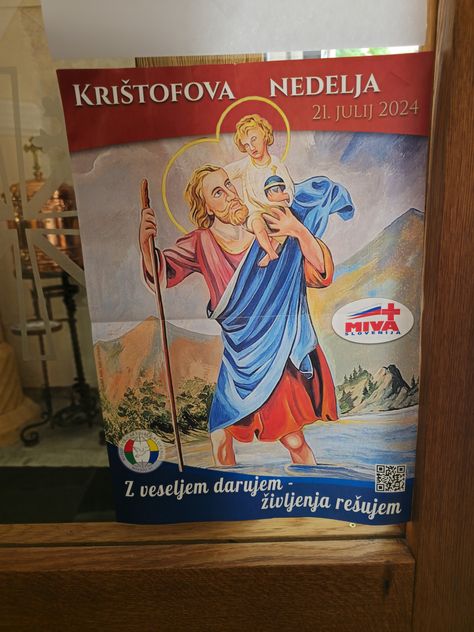 KRIŠTOFOVA NEDELJA
21. JULIJ 2024
MIVA
SLOVENIJA
Z veseljem darujem -
življenja rešujem